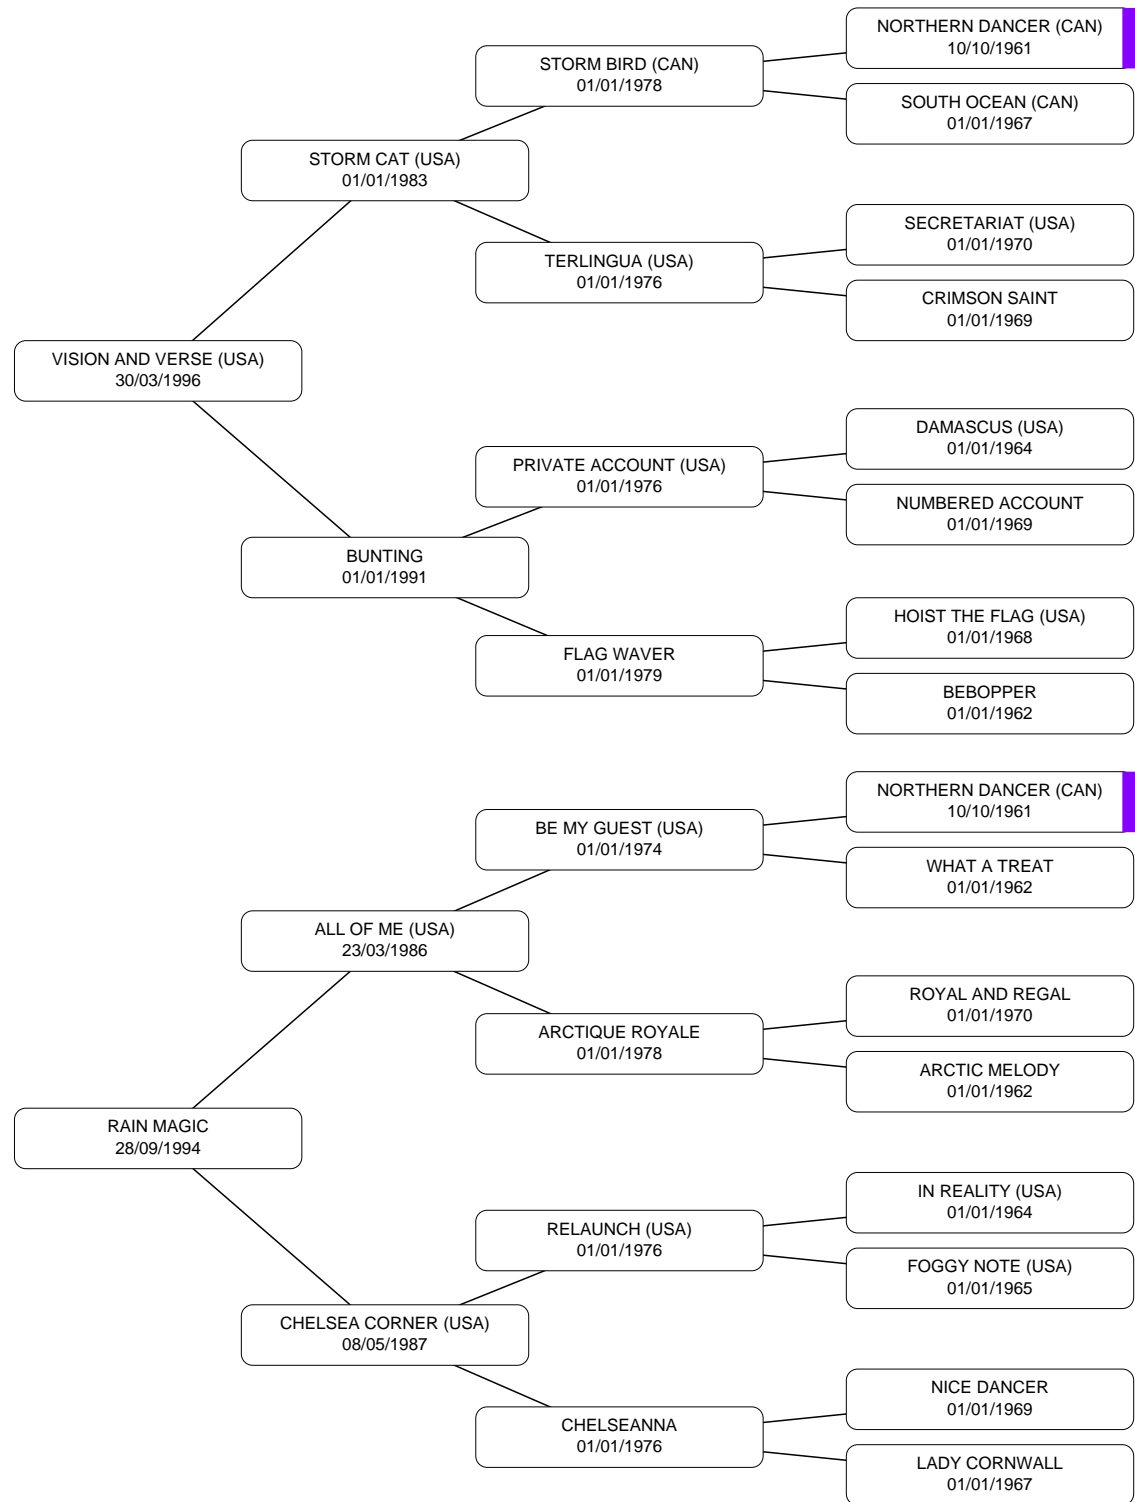 NORTHERN DANCER (CAN)
10/10/1961
STORM BIRD (CAN)
01/01/1978
SOUTH OCEAN (CAN)
01/01/1967
STORM CAT (USA)
01/01/1983
SECRETARIAT (USA)
01/01/1970
TERLINGUA (USA)
01/01/1976
CRIMSON SAINT
01/01/1969
VISION AND VERSE (USA)
30/03/1996
DAMASCUS (USA)
01/01/1964
PRIVATE ACCOUNT (USA)
01/01/1976
NUMBERED ACCOUNT
01/01/1969
BUNTING
01/01/1991
HOIST THE FLAG (USA)
01/01/1968
FLAG WAVER
01/01/1979
BEBOPPER
01/01/1962
NORTHERN DANCER (CAN)
10/10/1961
BE MY GUEST (USA)
01/01/1974
WHAT A TREAT
01/01/1962
ALL OF ME (USA)
23/03/1986
ROYAL AND REGAL
01/01/1970
ARCTIQUE ROYALE
01/01/1978
ARCTIC MELODY
01/01/1962
RAIN MAGIC
28/09/1994
IN REALITY (USA)
01/01/1964
RELAUNCH (USA)
01/01/1976
FOGGY NOTE (USA)
01/01/1965
CHELSEA CORNER (USA)
08/05/1987
NICE DANCER
01/01/1969
CHELSEANNA
01/01/1976
LADY CORNWALL
01/01/1967